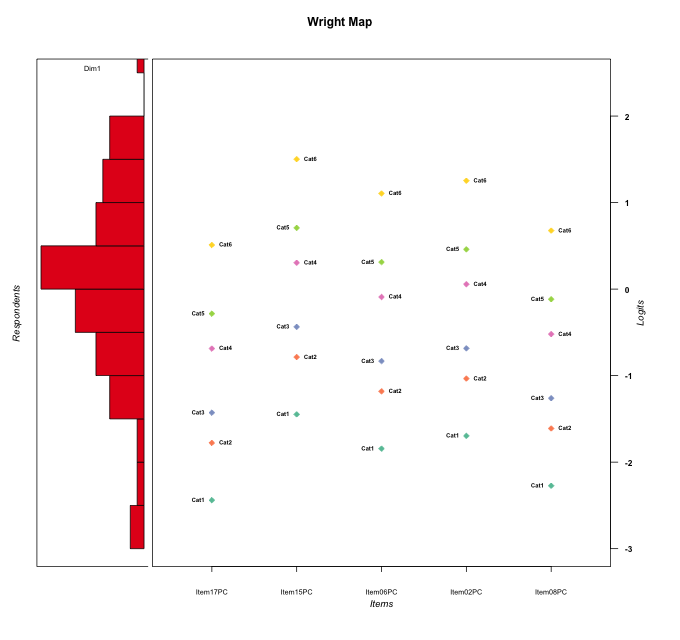 Wright Map
Dim1
Respondents
Cat6
Cat5
Cat4
Cat3
Cat2
Cat1
Cat6
Cat5
Cat4
Cat3
Cat2
Cat1
Cat6
Cat5
Cat4
Cat3
Cat2
Cat1
Cat6
Cat5
Cat4
Cat3
Cat2
Cat1
Cat6
Cat5
Cat4
Cat3
Cat2
Cat1
2
1
0
-1
-2
-3
Logits
Item17PC Item15PC Item06PC Item02PC Item08PC
Items